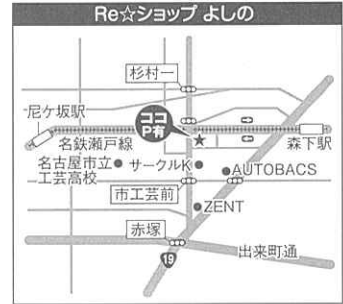 Re☆ショップ よしの
杉村一
尼ケ坂駅
ココ
P有
名鉄瀬戸線
森下駅
名古屋市立
工芸高校
サークルK
AUTOBACS
市工芸前
ZENT
赤塚
出来町通
19